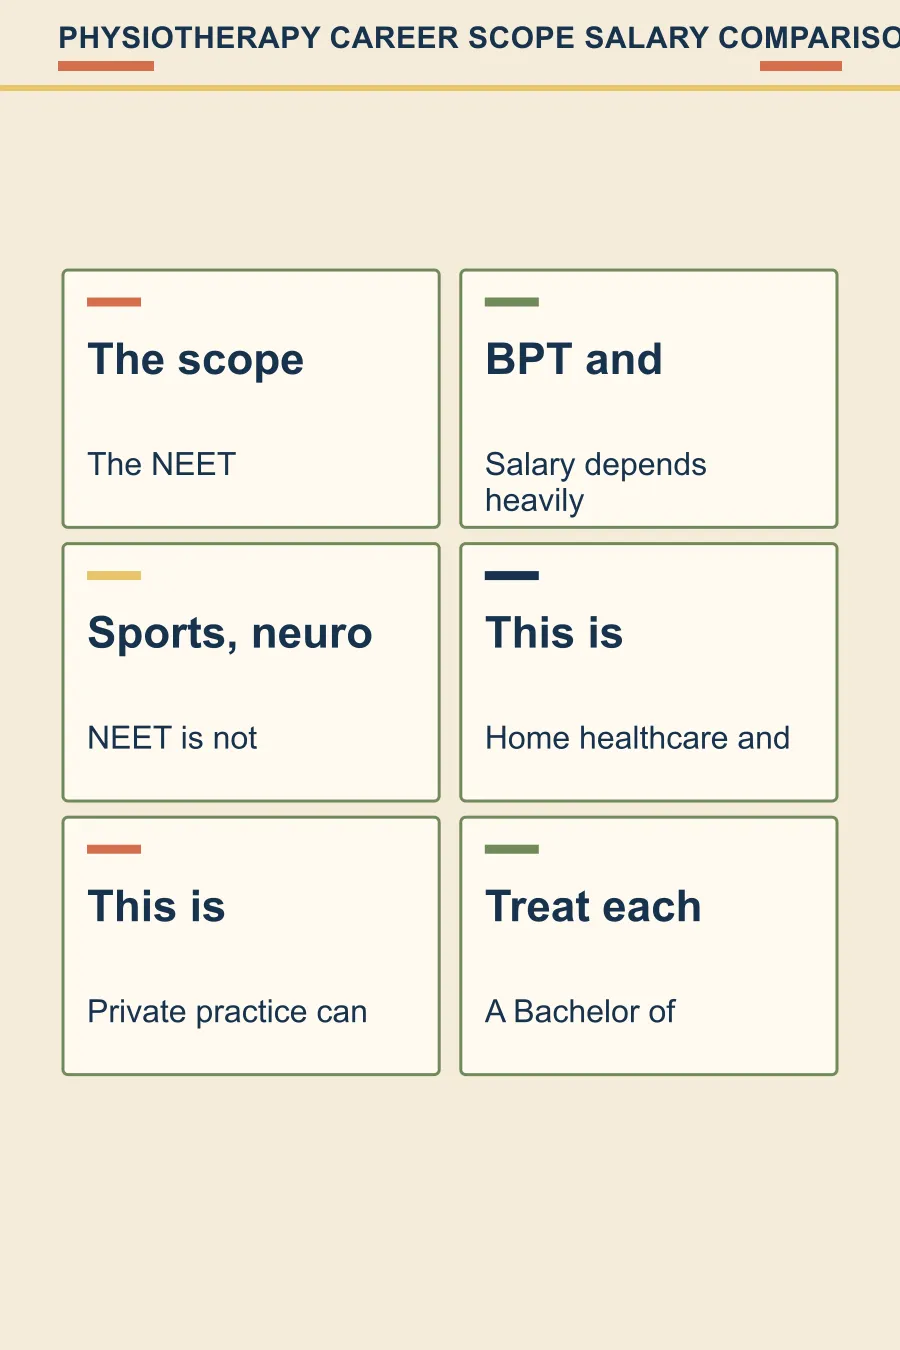 PHYSIOTHERAPY CAREER SCOPE SALARY COMPARISO
The scope
The NEET
BPT and
Salary depends
heavily
Sports, neuro
NEET is not
This is
Home healthcare and
This is
Private practice can
Treat each
A Bachelor of